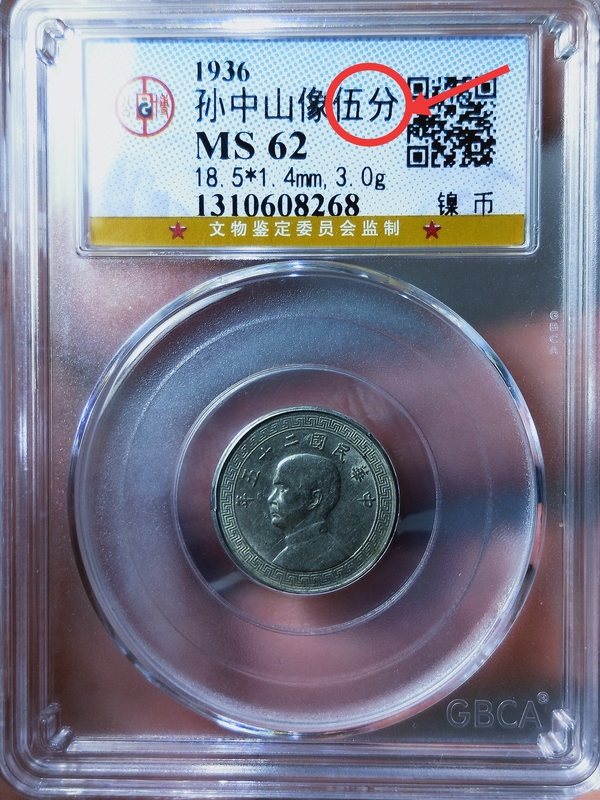 1936
孙中山像伍分
MS 62
18.5*1.4mm,3.0g
1310608268
镍 币
文物鉴定委员会监制
GBCA
中華民國二十五年
GBCA®